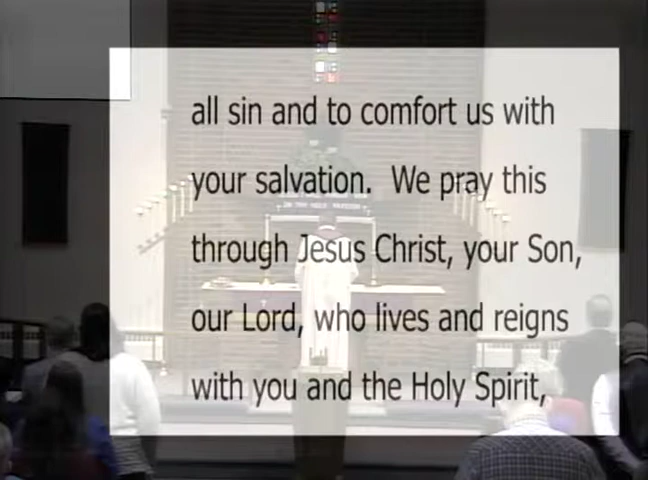 all sin and to comfort us with
your salvation. We pray this
through Jesus Christ, your Son,
our Lord, who lives and reigns
with you and the Holy Spirit,